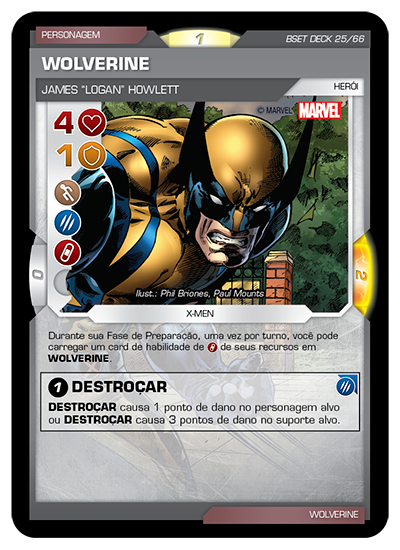 PERSONAGEM
1
BSET DECK 25/66
WOLVERINE
JAMES "LOGAN" HOWLETT
HERÓI
4
© MARVEL
MARVEL
1
0
2
Ilust.: Phil Briones, Paul Mounts
X-MEN
Durante sua Fase de Preparação, uma vez por turno, você pode
carregar um card de habilidade de de seus recursos em
WOLVERINE.
1 DESTROÇAR
DESTROÇAR causa 1 ponto de dano no personagem alvo
ou DESTROÇAR causa 3 pontos de dano no suporte alvo.
WOLVERINE